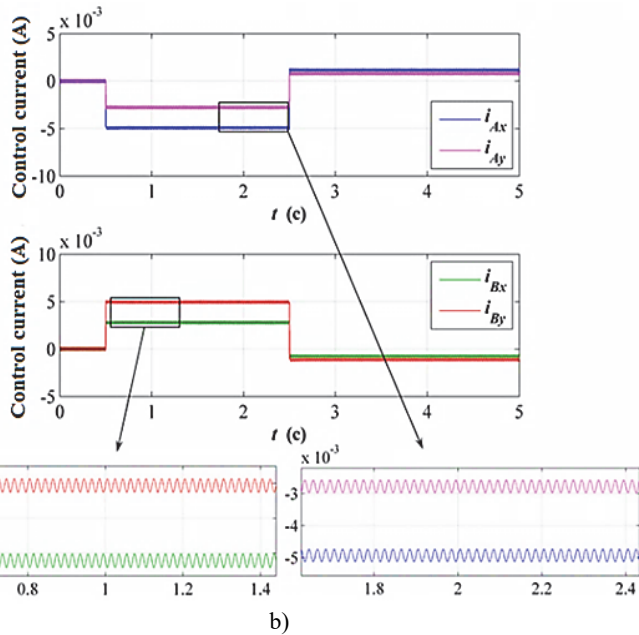 x 10⁻³
Control current (A)
5
0
-5
-10
0 1 2 3 4 5
t (c)
i_Ax
i_Ay
x 10⁻³
Control current (A)
10
5
0
-5
0 1 2 3 4 5
t (c)
i_Bx
i_By
0.8 1 1.2 1.4
x 10⁻³
-3
-4
-5
1.8 2 2.2 2.4
b)